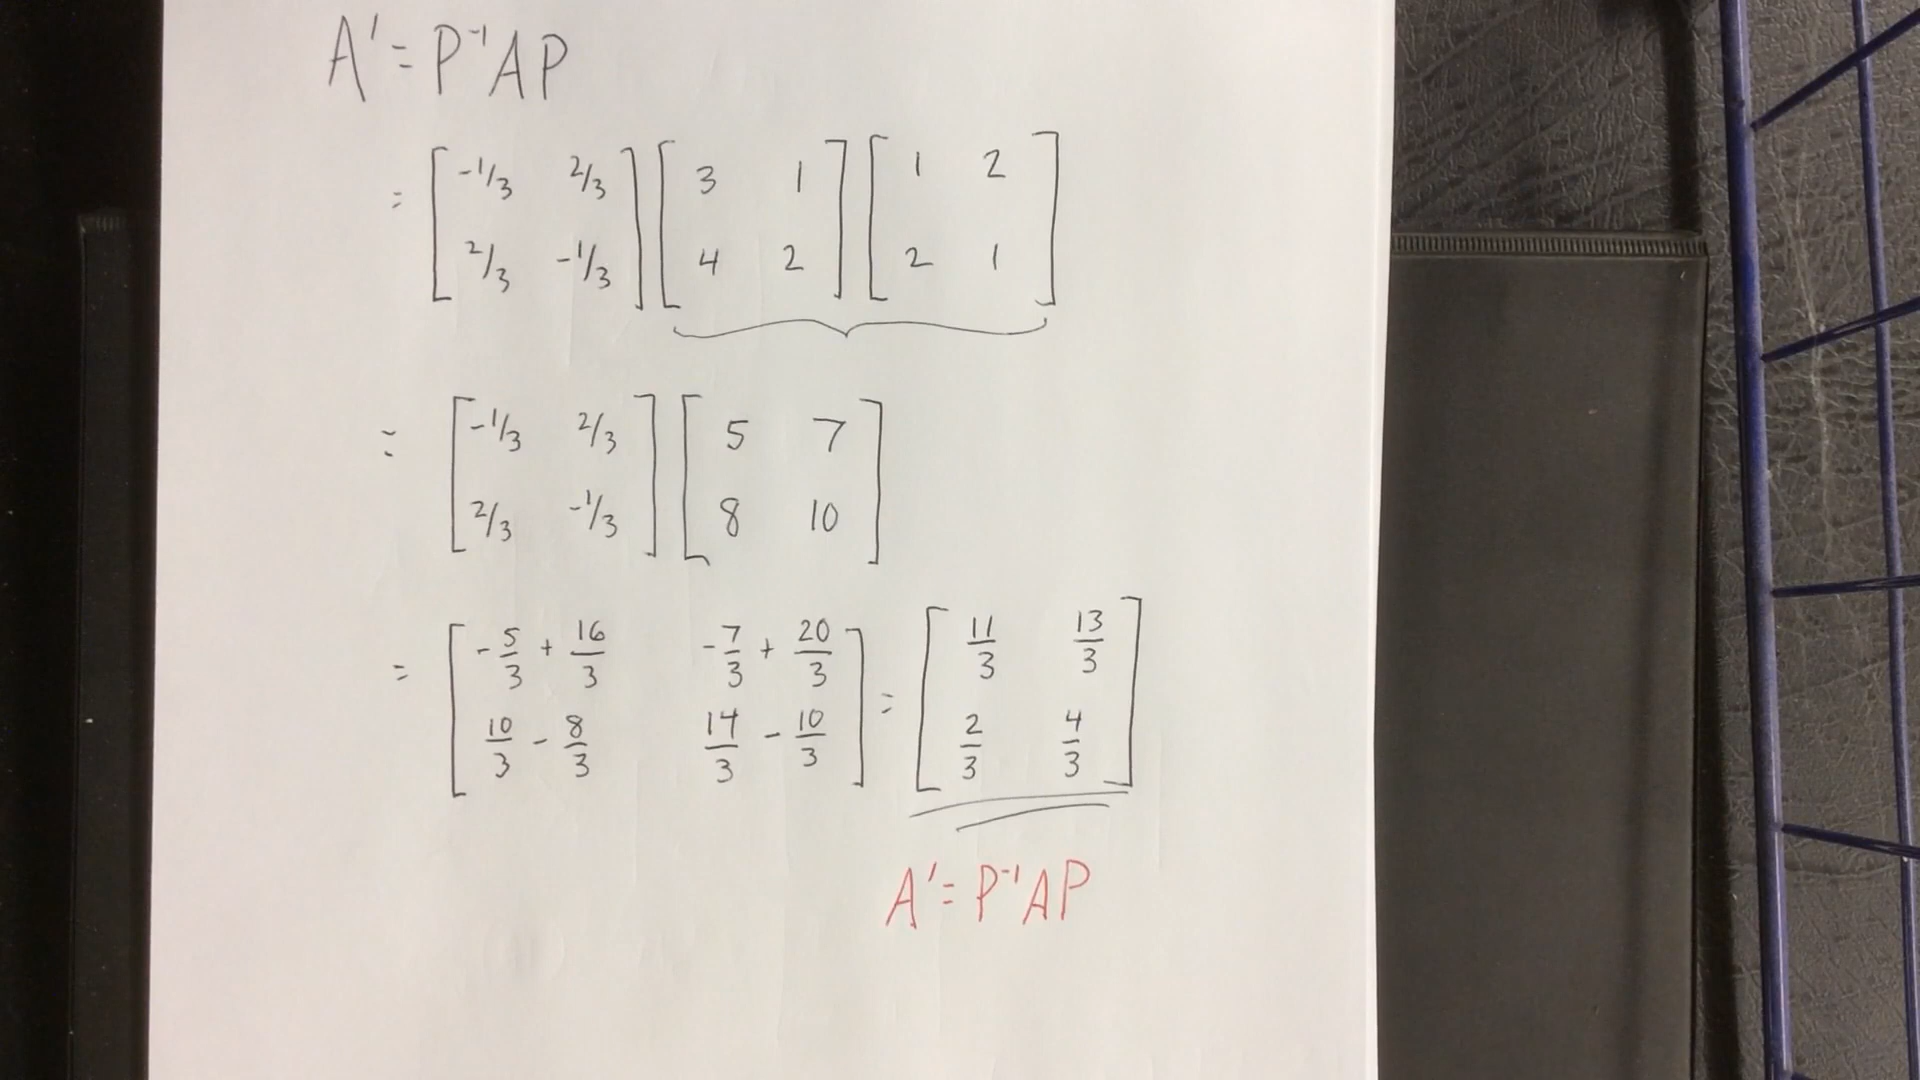 A' = P⁻¹AP
= [ -1/3 2/3 ] [ 3 1 ] [ 1 2 ]
[ 2/3 -1/3 ] [ 4 2 ] [ 2 1 ]
= [ -1/3 2/3 ] [ 5 7 ]
[ 2/3 -1/3 ] [ 8 10 ]
= [ -5/3 + 16/3 -7/3 + 20/3 ] = [ 11/3 13/3 ]
[ 10/3 - 8/3 14/3 - 10/3 ] [ 2/3 4/3 ]
A' = P⁻¹AP